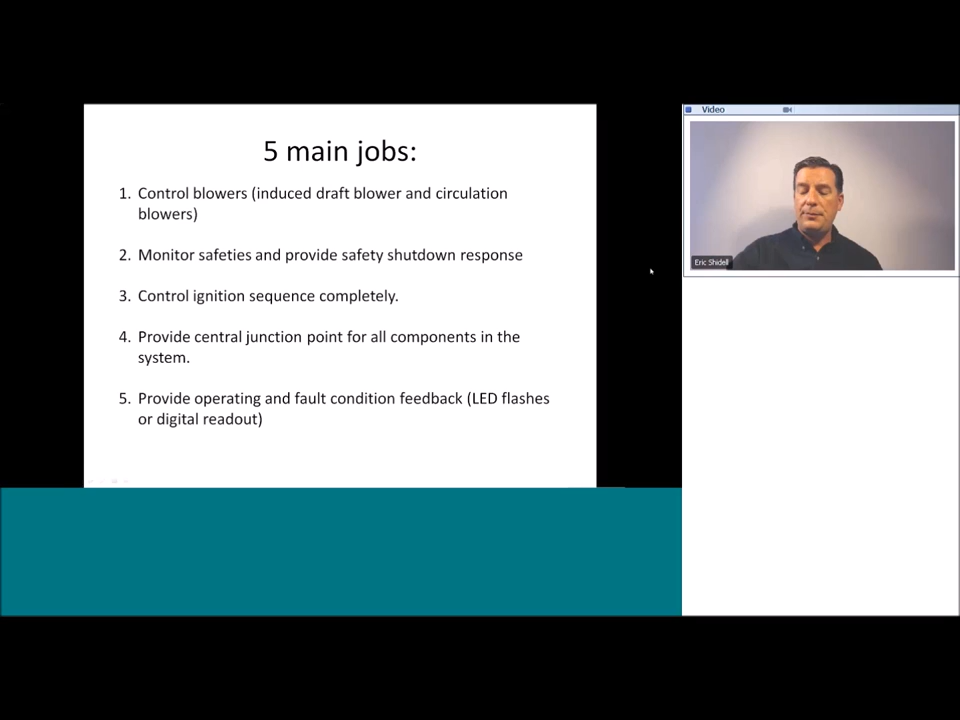 5 main jobs:
1. Control blowers (induced draft blower and circulation
blowers)
2. Monitor safeties and provide safety shutdown response
3. Control ignition sequence completely.
4. Provide central junction point for all components in the
system.
5. Provide operating and fault condition feedback (LED flashes
or digital readout)
Video
Eric Shidell